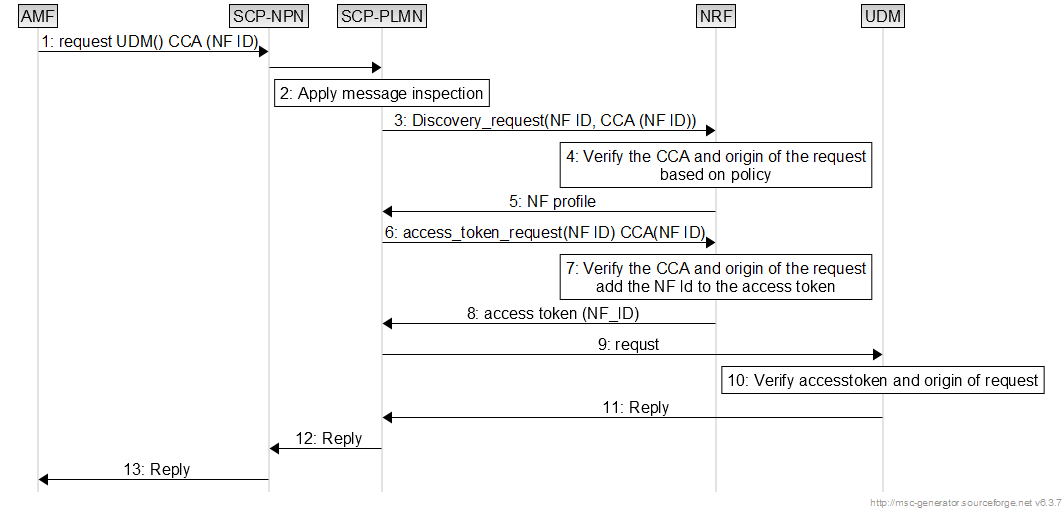 AMF SCP-NPN SCP-PLMN NRF UDM
1: request UDM() CCA (NF ID)
2: Apply message inspection
3: Discovery_request(NF ID, CCA (NF ID))
4: Verify the CCA and origin of the request
based on policy
5: NF profile
6: access_token_request(NF ID) CCA(NF ID)
7: Verify the CCA and origin of the request
add the NF Id to the access token
8: access token (NF_ID)
9: requst
10: Verify accesstoken and origin of request
11: Reply
12: Reply
13: Reply
http://msc-generator.sourceforge.net v6.3.7